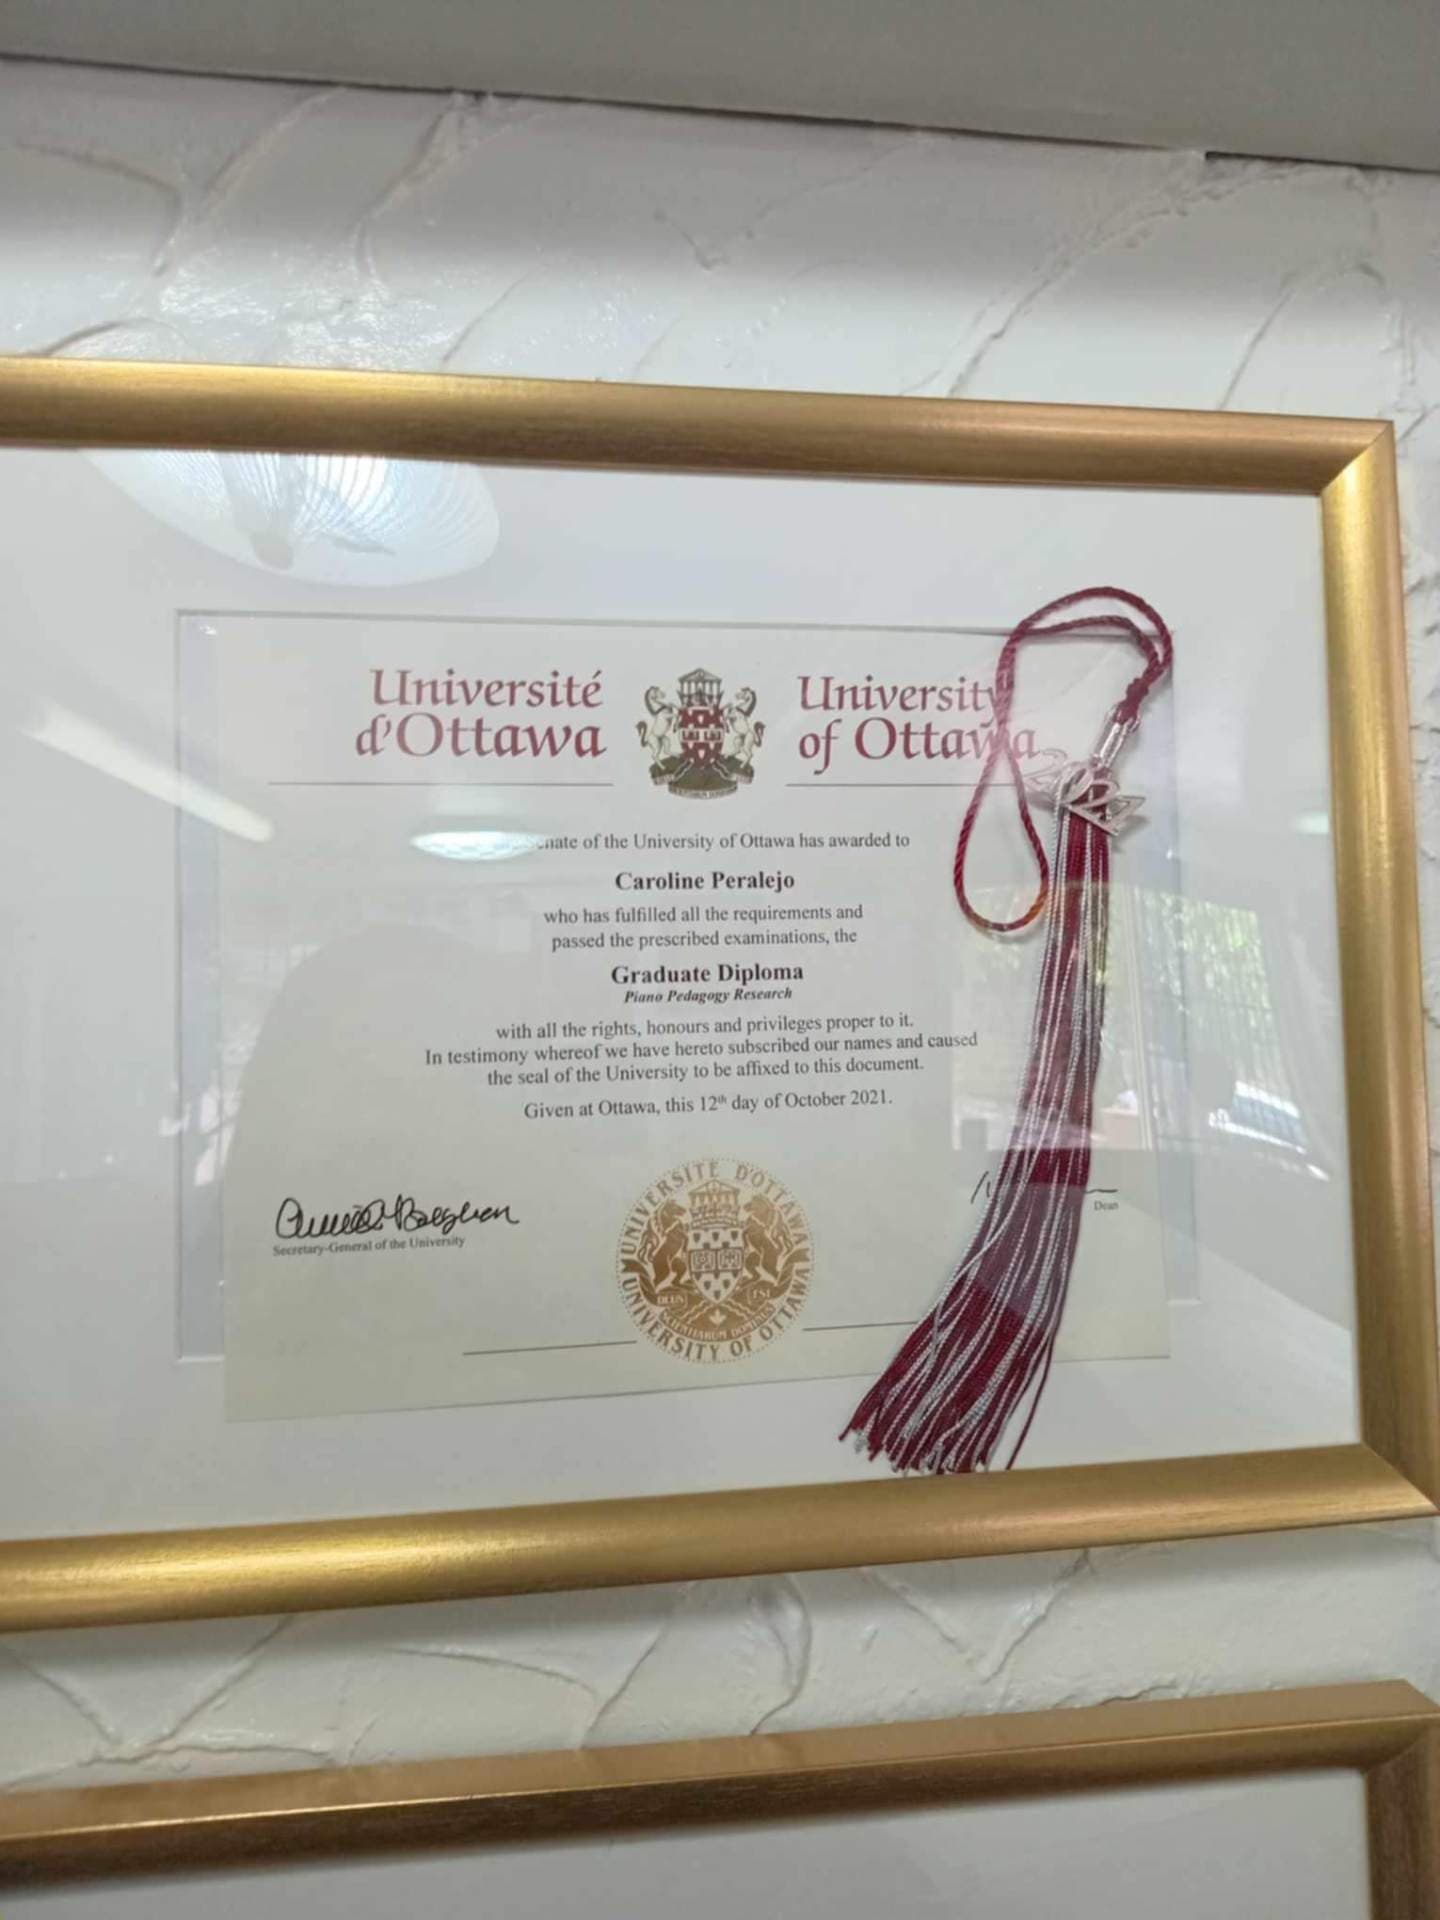 Université
d'Ottawa
University
of Ottawa
of the University of Ottawa has awarded to
Caroline Peralejo
who has fulfilled all the requirements and
passed the prescribed examinations, the
Graduate Diploma
Piano Pedagogy Research
with all the rights, honours and privileges proper to it.
In testimony whereof we have hereto subscribed our names and caused
the seal of the University to be affixed to this document.
Given at Ottawa, this 12th day of October 2021.
Secretary-General of the University
Dean
UNIVERSITÉ D'OTTAWA
DEUS
EST
SCIENTIARUM DOMINUS
UNIVERSITY OF OTTAWA